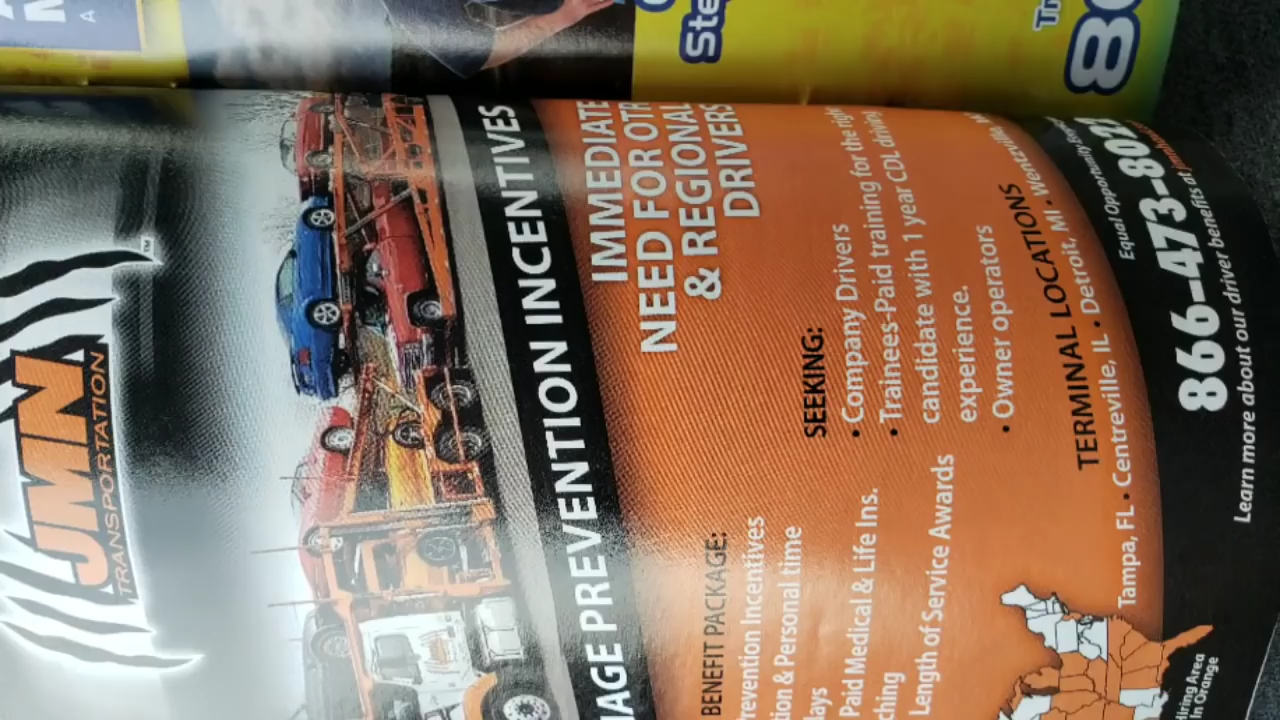 JMN
TRANSPORTATION
TM
PREVENTION INCENTIVES
IMMEDIATE
NEED FOR OTR
& REGIONAL
DRIVERS
BENEFIT PACKAGE:
Prevention Incentives
& Personal time
Paid Medical & Life Ins.
Length of Service Awards
SEEKING:
• Company Drivers
• Trainees-Paid training for the right
candidate with 1 year CDL driving
experience.
• Owner operators
TERMINAL LOCATIONS
Tampa, FL • Centreville, IL • Detroit, MI • Wentzville,
Hiring Area
In Orange
Equal Opportunity
866-473-802
Learn more about our driver benefits at
Ste